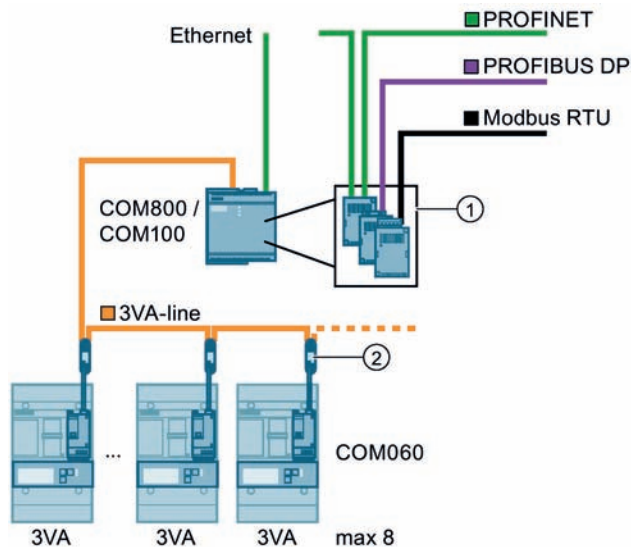 Ethernet
PROFINET
PROFIBUS DP
Modbus RTU
COM800 /
COM100
1
3VA-line
2
...
COM060
3VA
3VA
3VA
max 8